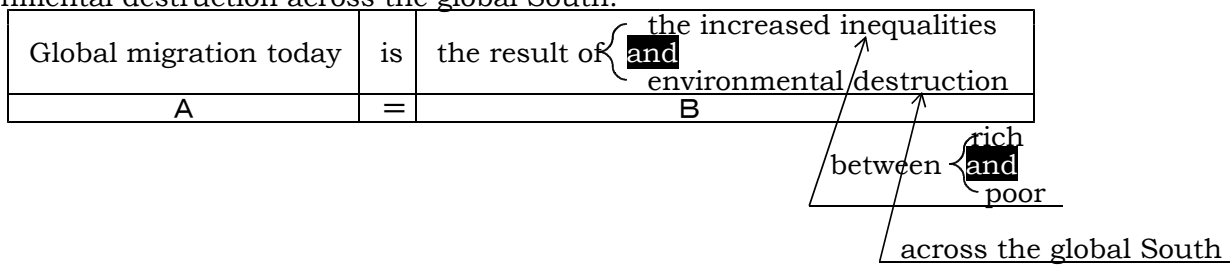 nmental destruction across the global South.
the increased inequalities
Global migration today is the result of and
environmental destruction
A = B
rich
between and
poor
across the global South